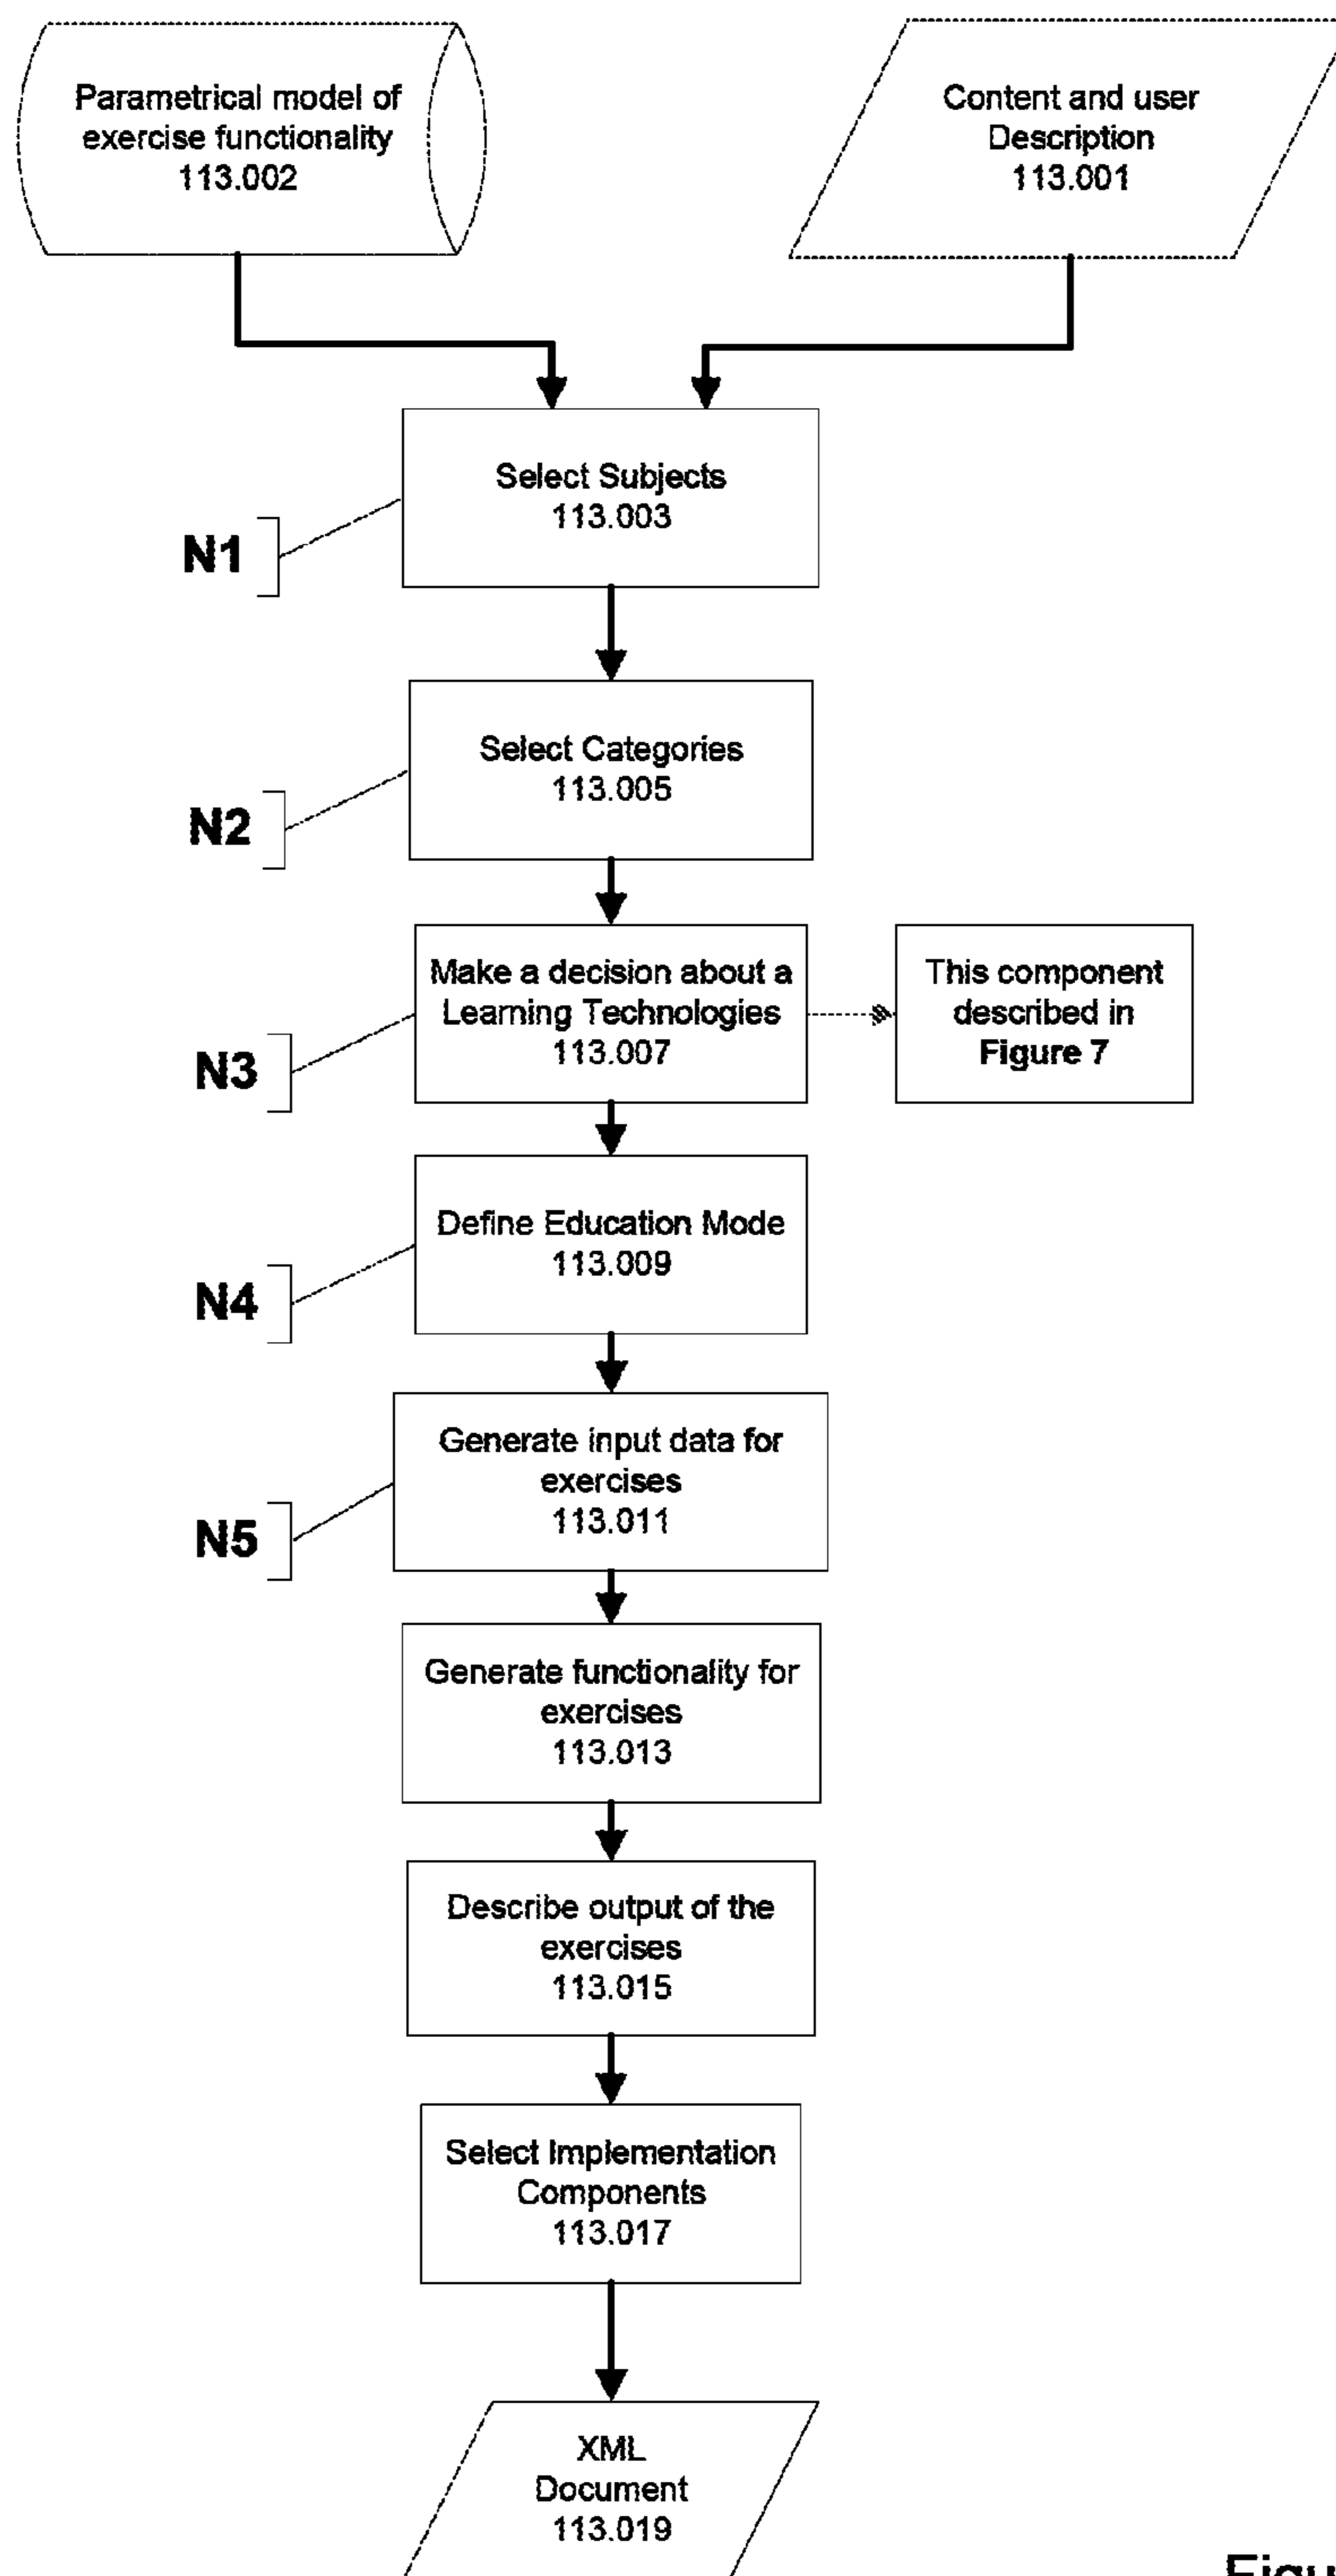 Parametrical model of
exercise functionality
113.002
Content and user
Description
113.001
Select Subjects
113.003
N1
Select Categories
113.005
N2
Make a decision about a
Learning Technologies
113.007
This component
described in
Figure 7
N3
Define Education Mode
113.009
N4
Generate input data for
exercises
113.011
N5
Generate functionality for
exercises
113.013
Describe output of the
exercises
113.015
Select Implementation
Components
113.017
XML
Document
113.019